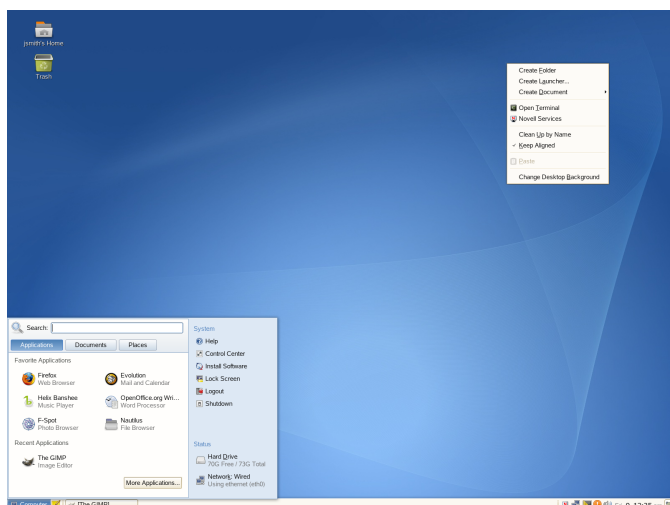 jsmith's Home
Trash
Create Folder
Create Launcher...
Create Document
Open Terminal
Novell Services
Clean Up by Name
Keep Aligned
Paste
Change Desktop Background
Search:
Applications
Documents
Places
Favorite Applications
Firefox
Web Browser
Evolution
Mail and Calendar
Helix Banshee
Music Player
OpenOffice.org Wri...
Word Processor
F-Spot
Photo Browser
Nautilus
File Browser
Recent Applications
The GIMP
Image Editor
More Applications...
System
Help
Control Center
Install Software
Lock Screen
Logout
Shutdown
Status
Hard Drive
70G Free / 73G Total
Network: Wired
Using ethernet (eth0)
Computer
[The GIMP]